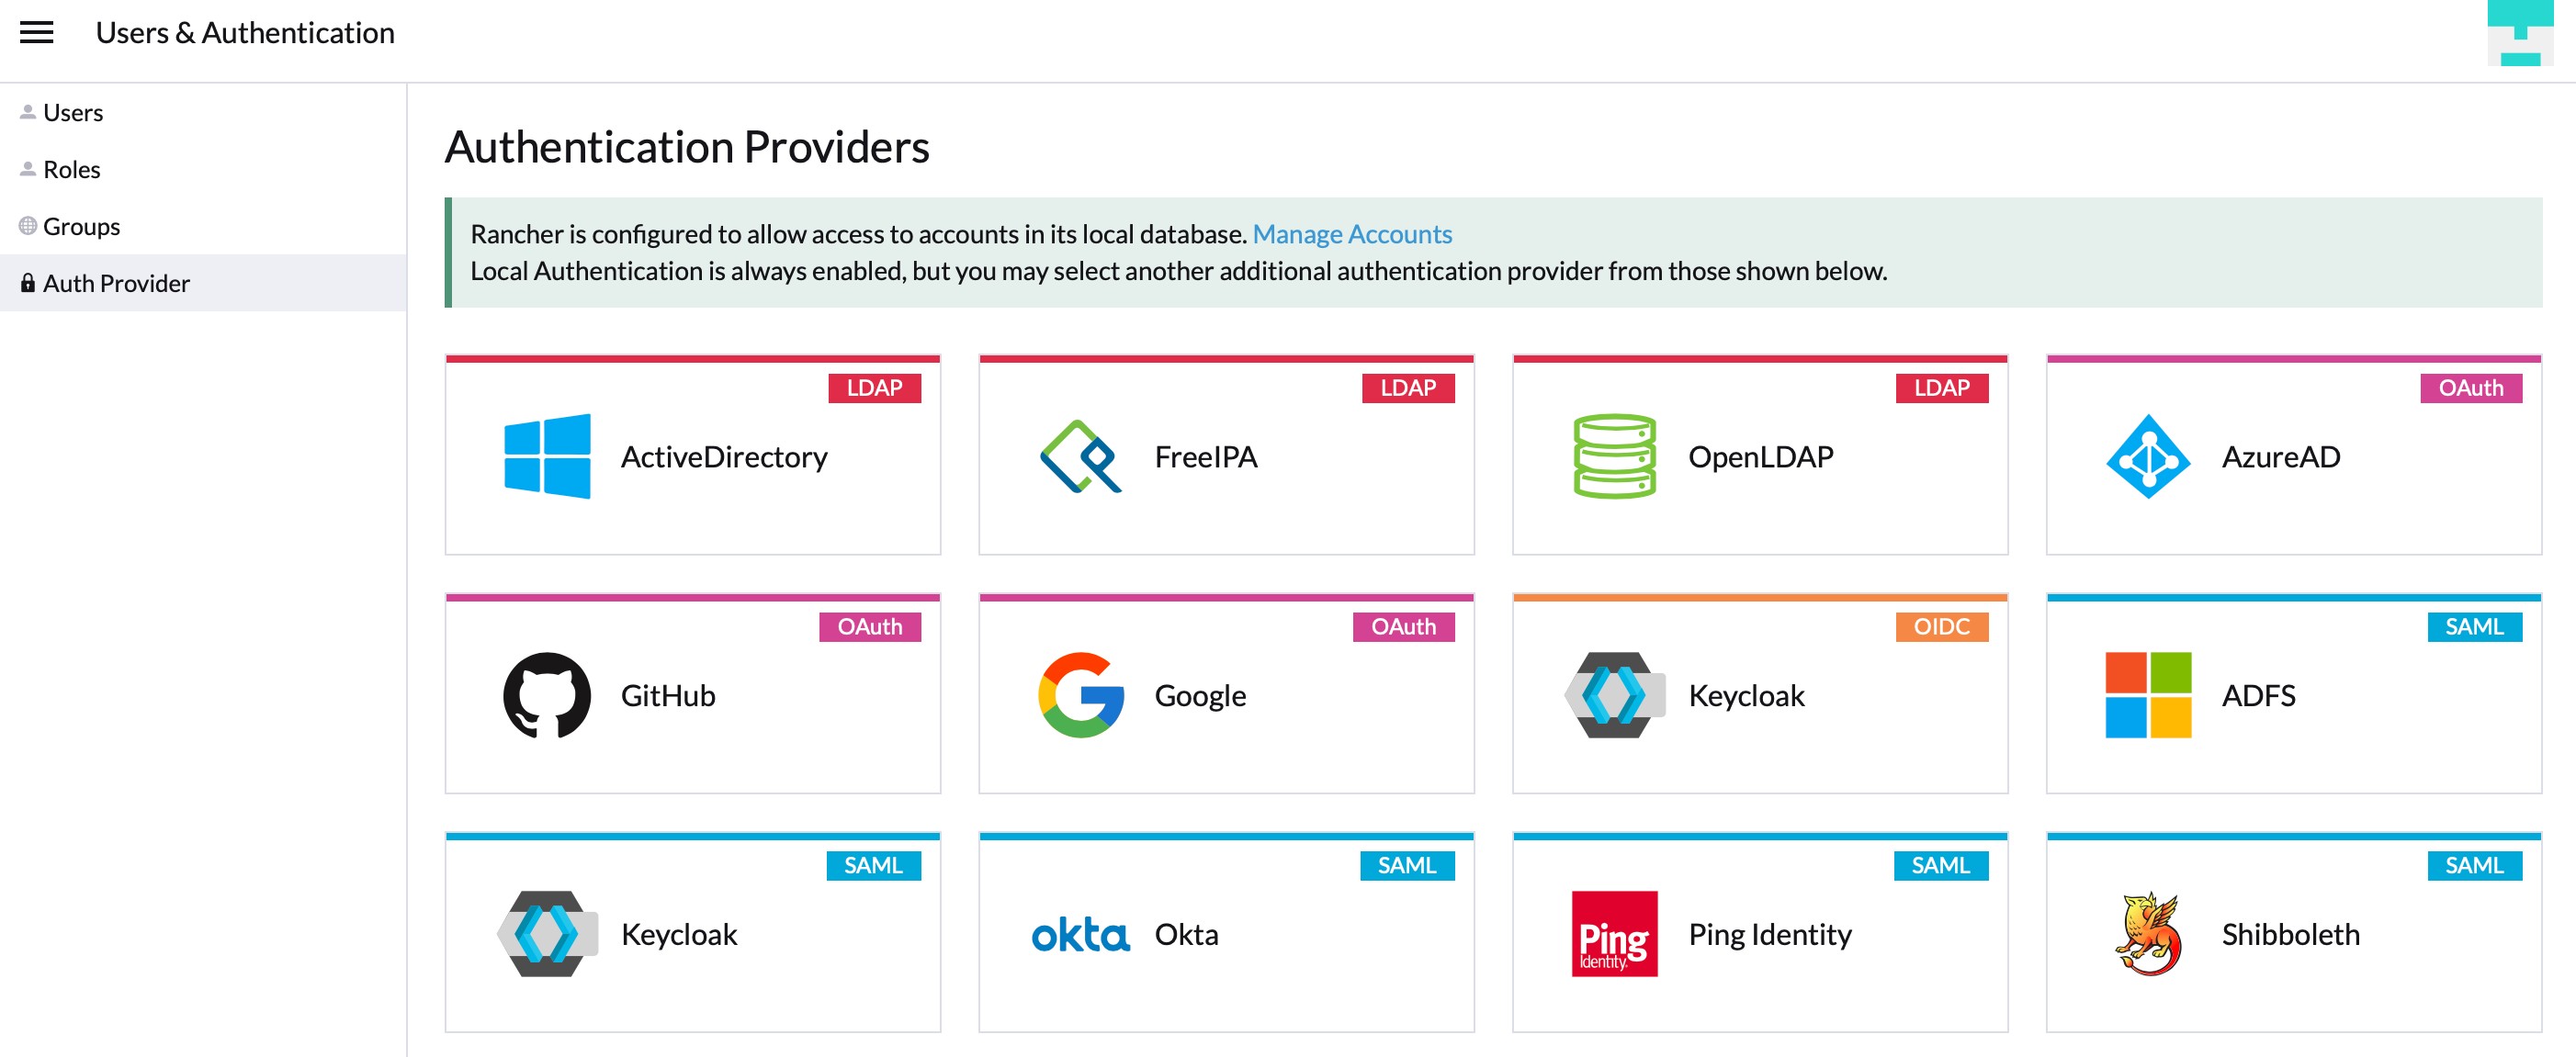 Users & Authentication
Users
Roles
Groups
Auth Provider
Authentication Providers
Rancher is configured to allow access to accounts in its local database. Manage Accounts
Local Authentication is always enabled, but you may select another additional authentication provider from those shown below.
LDAP
ActiveDirectory
LDAP
FreeIPA
LDAP
OpenLDAP
OAuth
AzureAD
OAuth
GitHub
OAuth
Google
OIDC
Keycloak
SAML
ADFS
SAML
Keycloak
SAML
okta Okta
SAML
Ping
Identity.
Ping Identity
SAML
Shibboleth